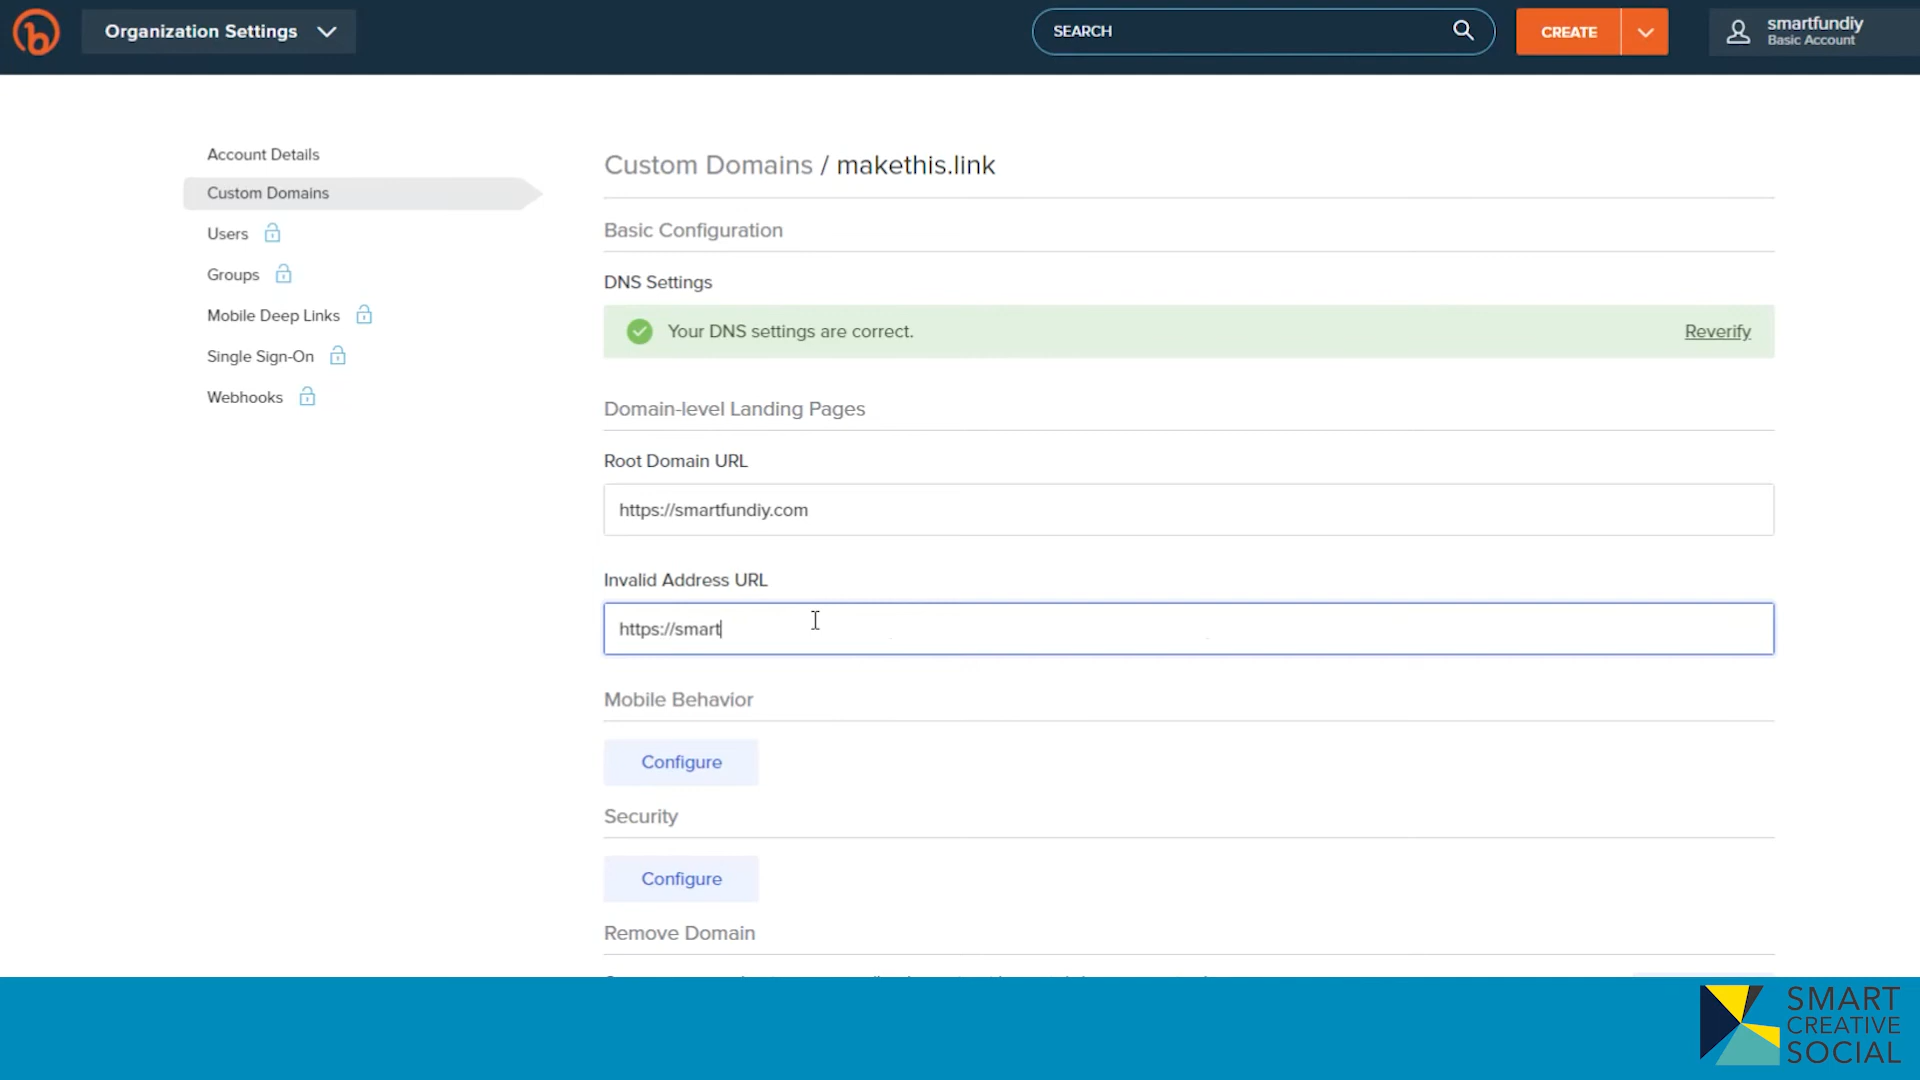 Organization Settings
SEARCH
CREATE
smartfundiy
Basic Account
Account Details
Custom Domains
Users
Groups
Mobile Deep Links
Single Sign-On
Webhooks
Custom Domains / makethis.link
Basic Configuration
DNS Settings
Your DNS settings are correct.
Reverify
Domain-level Landing Pages
Root Domain URL
https://smartfundiy.com
Invalid Address URL
https://smart
Mobile Behavior
Configure
Security
Configure
Remove Domain
SMART
CREATIVE
SOCIAL